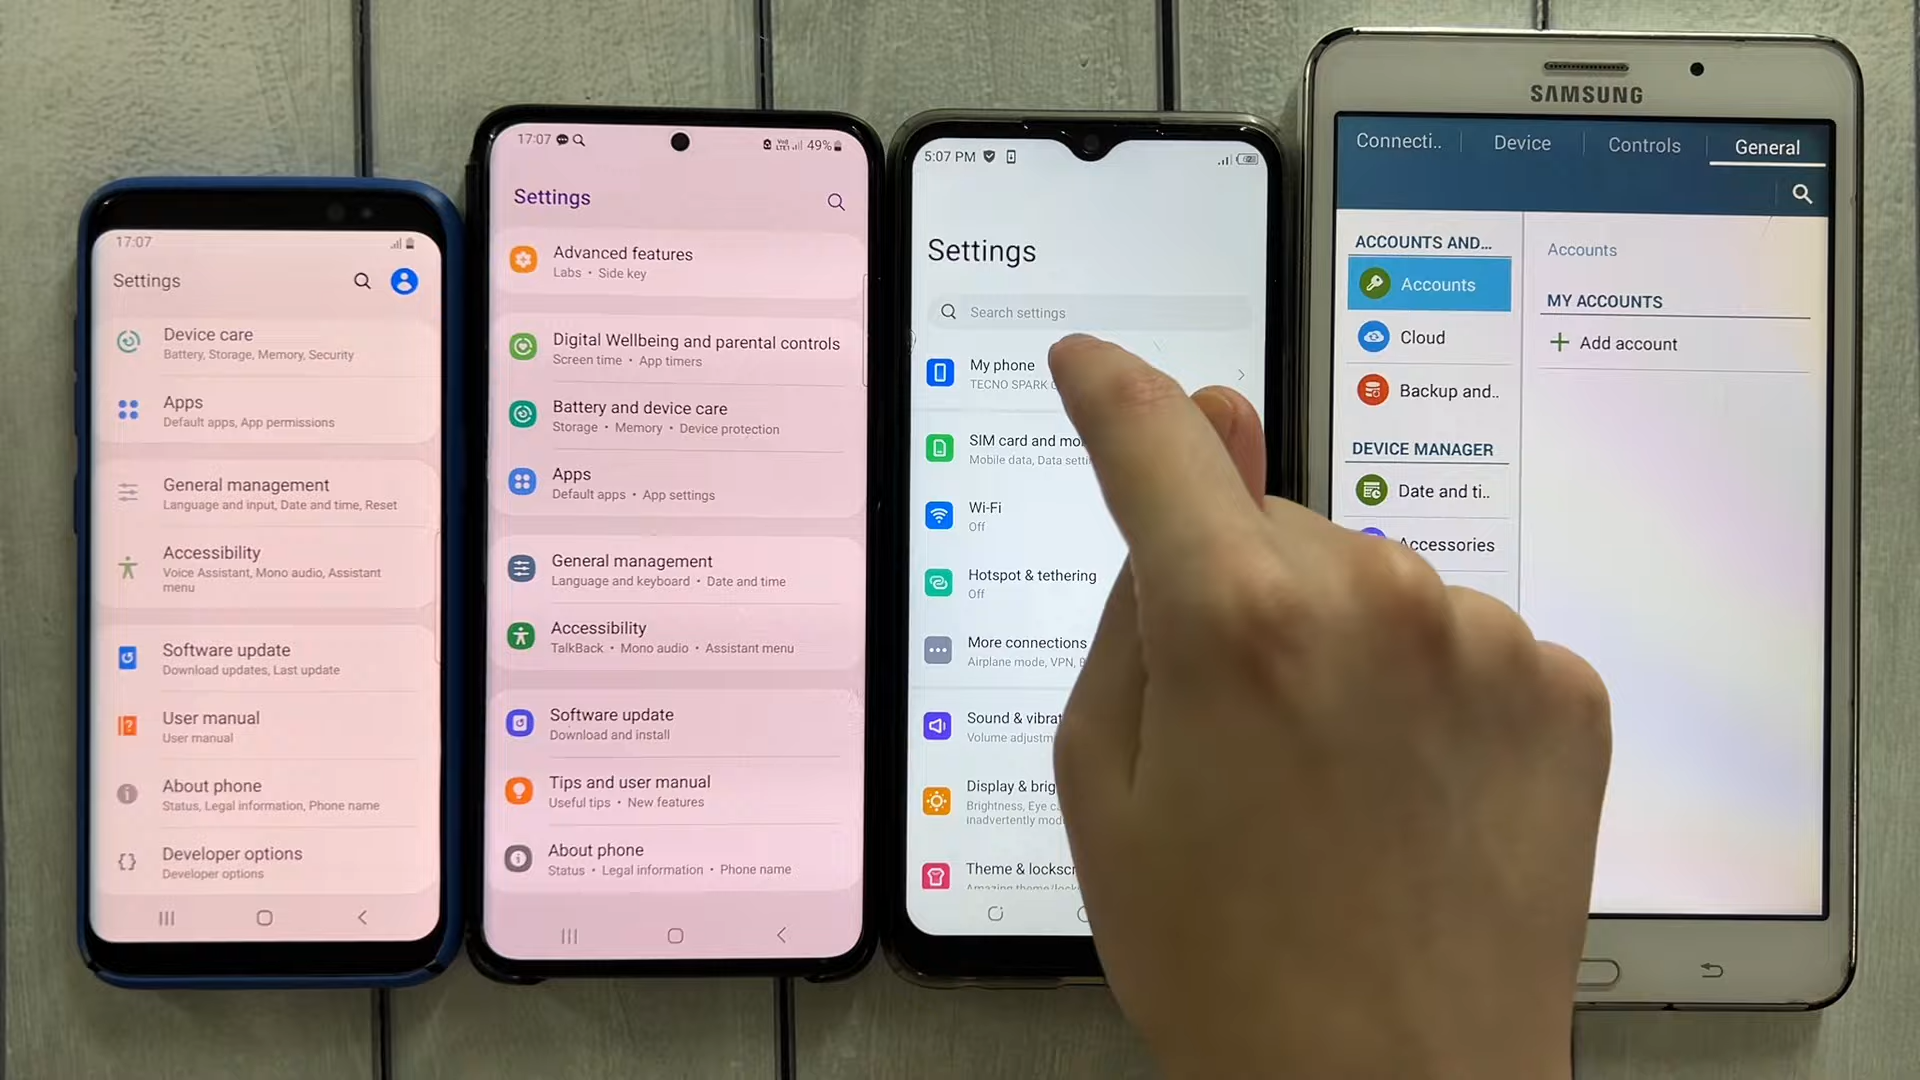 17:07
Settings
Device care
Battery, Storage, Memory, Security
Apps
Default apps, App permissions
General management
Language and input, Date and time, Reset
Accessibility
Voice Assistant, Mono audio, Assistant
menu
Software update
Download updates, Last update
User manual
User manual
About phone
Status, Legal information, Phone name
Developer options
Developer options
17:07
49%
Settings
Advanced features
Labs • Side key
Digital Wellbeing and parental controls
Screen time • App timers
Battery and device care
Storage • Memory • Device protection
Apps
Default apps • App settings
General management
Language and keyboard • Date and time
Accessibility
TalkBack • Mono audio • Assistant menu
Software update
Download and install
Tips and user manual
Useful tips • New features
About phone
Status • Legal information • Phone name
5:07 PM
Settings
Search settings
My phone
TECNO SPARK
SIM card and
Mobile data, Data
Wi-Fi
Off
Hotspot & tethering
Off
More connections
Airplane mode, VPN,
Sound &
Volume
Display &
Brightness, Eye
inadvertently
Theme &
Amazing
SAMSUNG
Connecti..
Device
Controls
General
ACCOUNTS AND...
Accounts
Cloud
Backup and..
DEVICE MANAGER
Date and ti..
Accessories
Accounts
MY ACCOUNTS
Add account